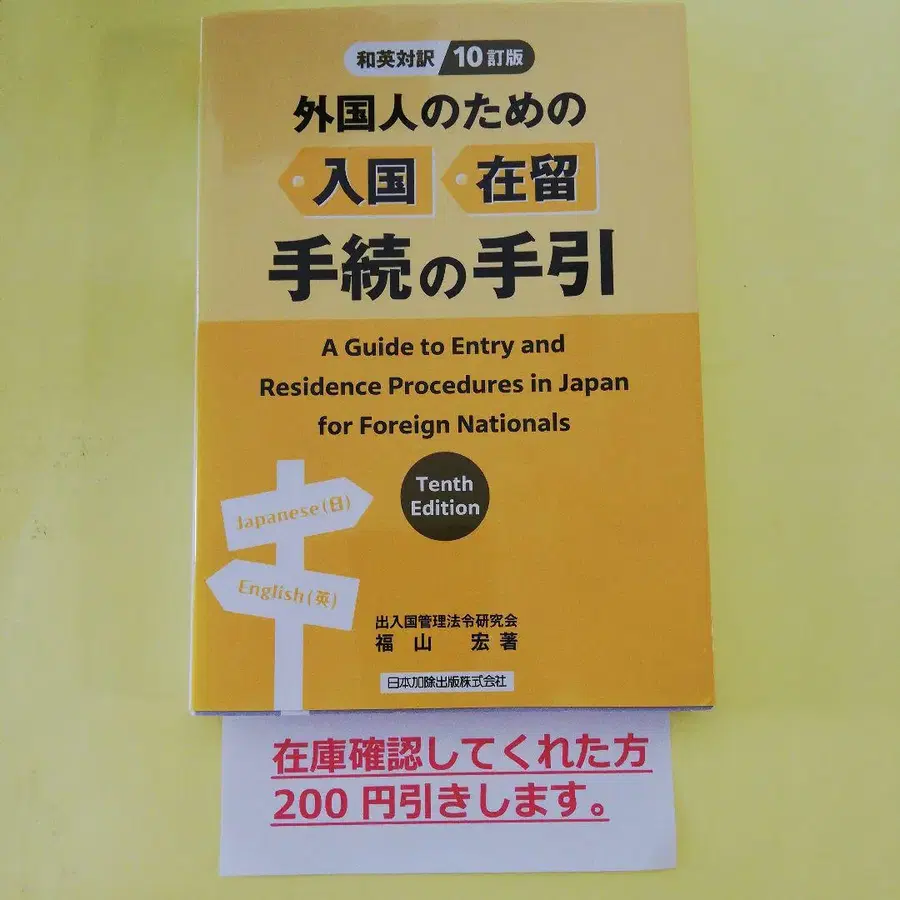 和英対訳/10訂版
外国人のための
入国 在留
手続の手引
A Guide to Entry and
Residence Procedures in Japan
for Foreign Nationals
Tenth
Edition
Japanese(日)
English(英)
出入国管理法令研究会
福山 宏 著
日本加除出版株式会社
在庫確認してくれた方
200 円引きします。